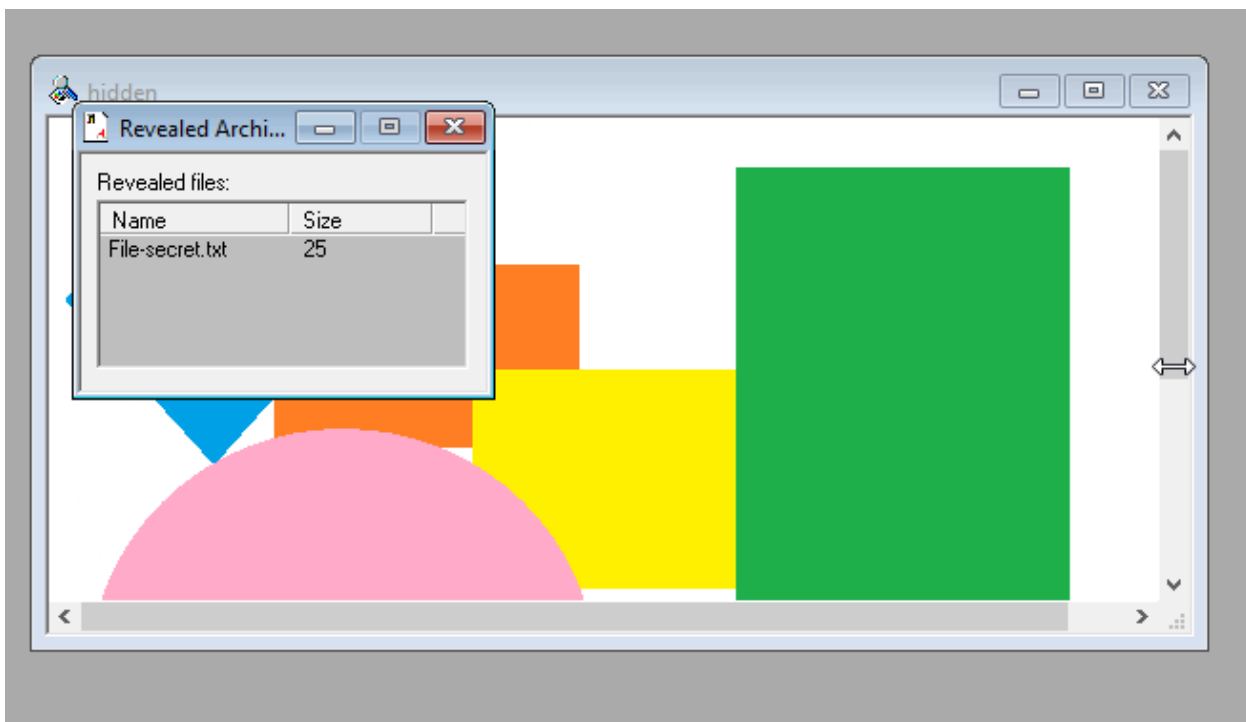 hidden
Revealed Archi...
Revealed files:
Name Size
File-secret.txt 25